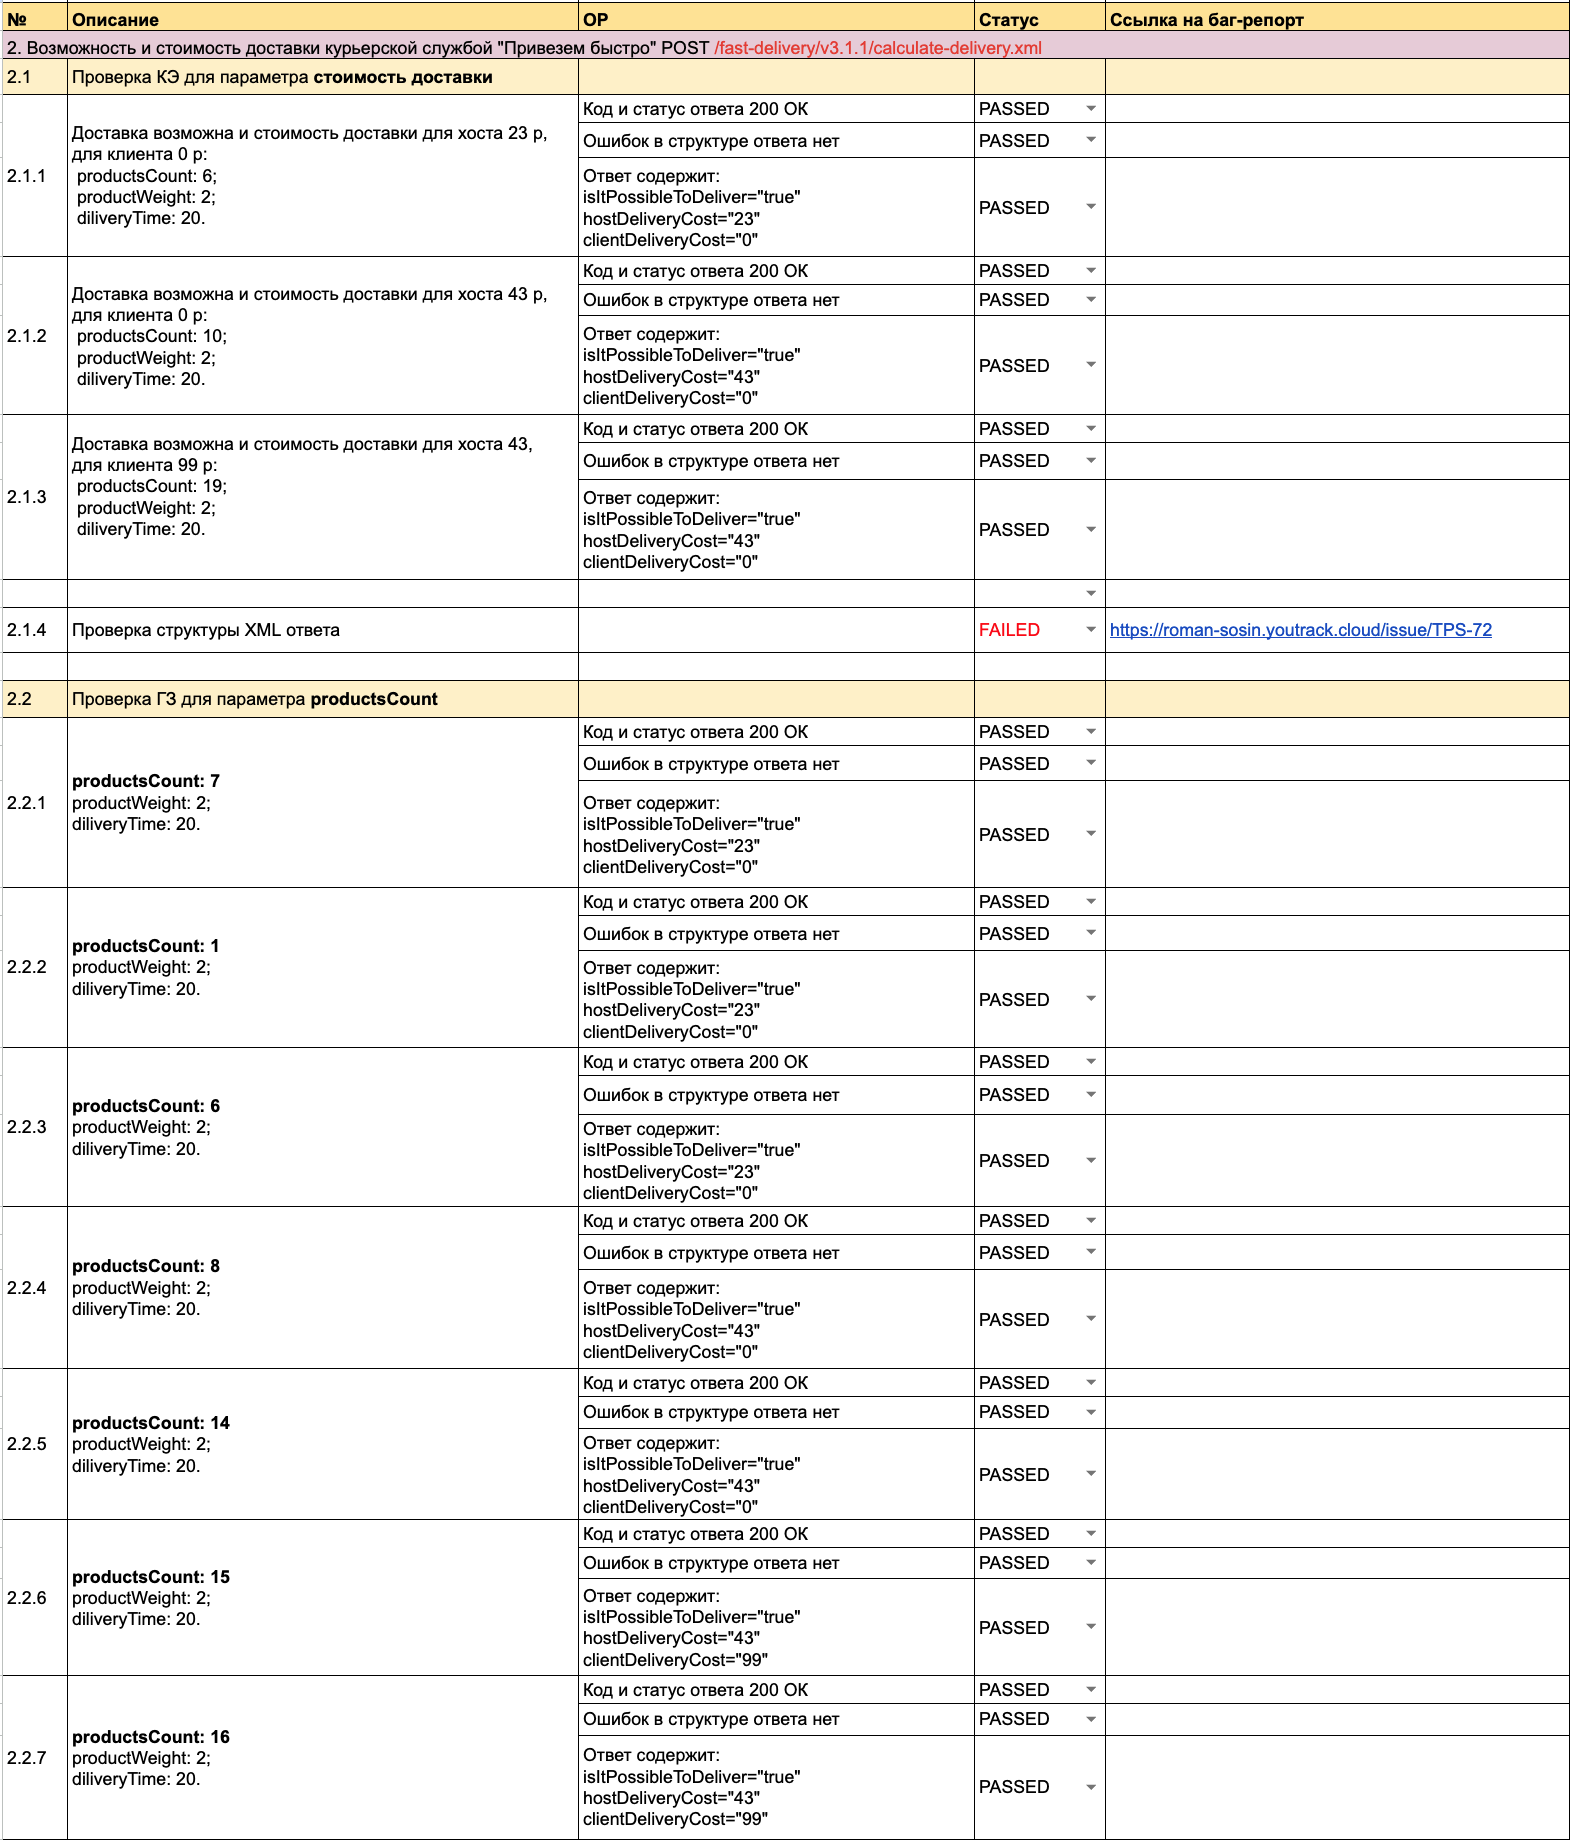 № Описание ОР Статус Ссылка на баг-репорт
2. Возможность и стоимость доставки курьерской службой "Привезем быстро" POST /fast-delivery/v3.1.1/calculate-delivery.xml
2.1 Проверка КЭ для параметра стоимость доставки
2.1.1
Доставка возможна и стоимость доставки для хоста 23 р,
для клиента 0 р:
productsCount: 6;
productWeight: 2;
diliveryTime: 20.
Код и статус ответа 200 ОК PASSED
Ошибок в структуре ответа нет PASSED
Ответ содержит:
isItPossibleToDeliver="true"
hostDeliveryCost="23"
clientDeliveryCost="0"
PASSED
2.1.2
Доставка возможна и стоимость доставки для хоста 43 р,
для клиента 0 р:
productsCount: 10;
productWeight: 2;
diliveryTime: 20.
Код и статус ответа 200 ОК PASSED
Ошибок в структуре ответа нет PASSED
Ответ содержит:
isItPossibleToDeliver="true"
hostDeliveryCost="43"
clientDeliveryCost="0"
PASSED
2.1.3
Доставка возможна и стоимость доставки для хоста 43,
для клиента 99 р:
productsCount: 19;
productWeight: 2;
diliveryTime: 20.
Код и статус ответа 200 ОК PASSED
Ошибок в структуре ответа нет PASSED
Ответ содержит:
isItPossibleToDeliver="true"
hostDeliveryCost="43"
clientDeliveryCost="0"
PASSED
2.1.4 Проверка структуры XML ответа FAILED https://roman-sosin.youtrack.cloud/issue/TPS-72
2.2 Проверка ГЗ для параметра productsCount
2.2.1
productsCount: 7
productWeight: 2;
diliveryTime: 20.
Код и статус ответа 200 ОК PASSED
Ошибок в структуре ответа нет PASSED
Ответ содержит:
isItPossibleToDeliver="true"
hostDeliveryCost="23"
clientDeliveryCost="0"
PASSED
2.2.2
productsCount: 1
productWeight: 2;
diliveryTime: 20.
Код и статус ответа 200 ОК PASSED
Ошибок в структуре ответа нет PASSED
Ответ содержит:
isItPossibleToDeliver="true"
hostDeliveryCost="23"
clientDeliveryCost="0"
PASSED
2.2.3
productsCount: 6
productWeight: 2;
diliveryTime: 20.
Код и статус ответа 200 ОК PASSED
Ошибок в структуре ответа нет PASSED
Ответ содержит:
isItPossibleToDeliver="true"
hostDeliveryCost="23"
clientDeliveryCost="0"
PASSED
2.2.4
productsCount: 8
productWeight: 2;
diliveryTime: 20.
Код и статус ответа 200 ОК PASSED
Ошибок в структуре ответа нет PASSED
Ответ содержит:
isItPossibleToDeliver="true"
hostDeliveryCost="43"
clientDeliveryCost="0"
PASSED
2.2.5
productsCount: 14
productWeight: 2;
diliveryTime: 20.
Код и статус ответа 200 ОК PASSED
Ошибок в структуре ответа нет PASSED
Ответ содержит:
isItPossibleToDeliver="true"
hostDeliveryCost="43"
clientDeliveryCost="0"
PASSED
2.2.6
productsCount: 15
productWeight: 2;
diliveryTime: 20.
Код и статус ответа 200 ОК PASSED
Ошибок в структуре ответа нет PASSED
Ответ содержит:
isItPossibleToDeliver="true"
hostDeliveryCost="43"
clientDeliveryCost="99"
PASSED
2.2.7
productsCount: 16
productWeight: 2;
diliveryTime: 20.
Код и статус ответа 200 ОК PASSED
Ошибок в структуре ответа нет PASSED
Ответ содержит:
isItPossibleToDeliver="true"
hostDeliveryCost="43"
clientDeliveryCost="99"
PASSED